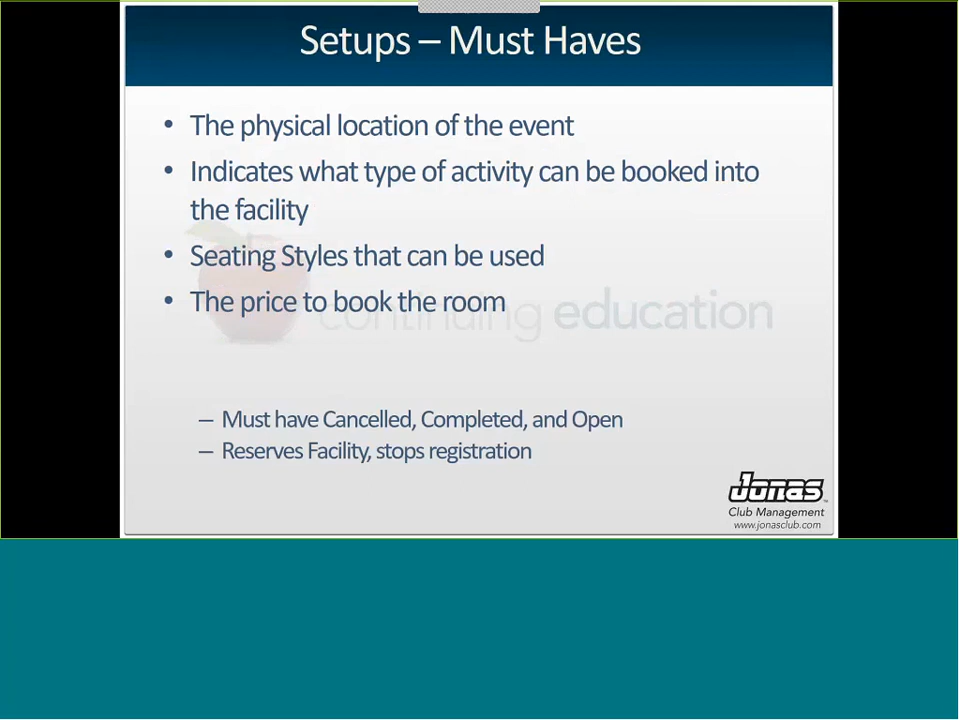 Setups – Must Haves
• The physical location of the event
• Indicates what type of activity can be booked into
the facility
• Seating Styles that can be used
• The price to book the room
continuing education
– Must have Cancelled, Completed, and Open
– Reserves Facility, stops registration
Jonas
Club Management
www.jonasclub.com